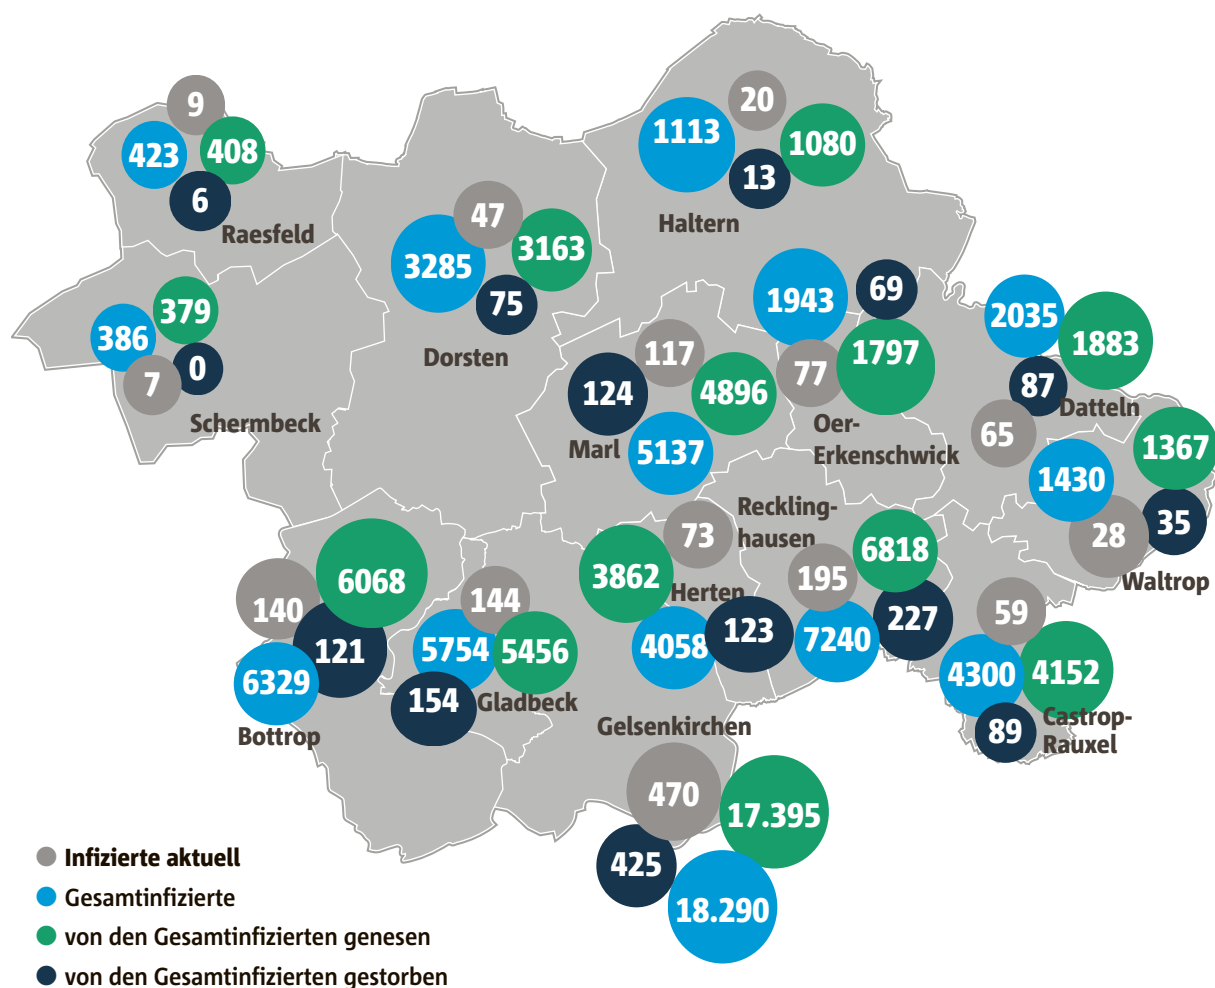 9
423
408
6
Raesfeld
20
1113
1080
13
Haltern
47
3285
3163
75
Dorsten
379
386
7
0
Schermbeck
1943
69
77
1797
Oer-
Erkenschwick
2035
1883
87
Datteln
65
117
124
4896
Marl
5137
1367
1430
28
35
Waltrop
Reckling-
hausen
6818
195
7240
227
73
3862
Herten
4058
123
59
4300
4152
Castrop-
Rauxel
89
6068
140
121
6329
Bottrop
144
5754
5456
154
Gladbeck
Gelsenkirchen
470
17.395
425
18.290
Infizierte aktuell
Gesamtinfizierte
von den Gesamtinfizierten genesen
von den Gesamtinfizierten gestorben